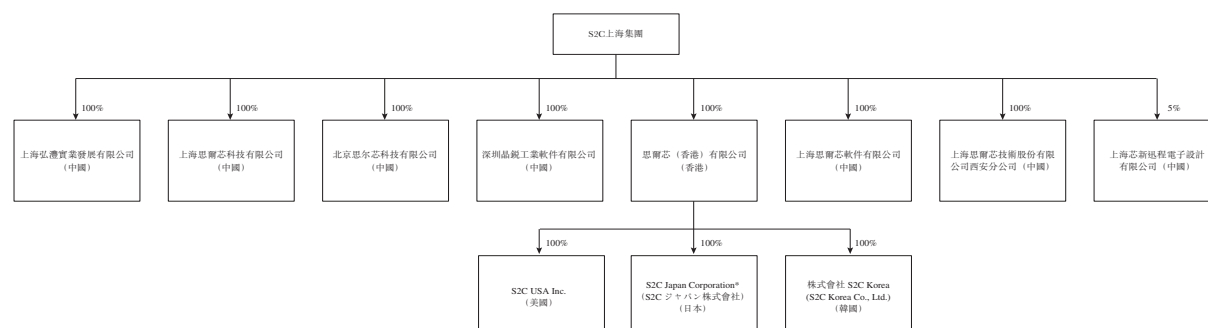 S2C上海集團
100%
100%
100%
100%
100%
100%
100%
5%
上海弘灃實業發展有限公司
（中國）
上海思爾芯科技有限公司
（中國）
北京思尔芯科技有限公司
（中國）
深圳晶鋭工業軟件有限公司
（中國）
思爾芯（香港）有限公司
（香港）
上海思爾芯軟件有限公司
（中國）
上海思爾芯技術股份有限
公司西安分公司（中國）
上海芯新迅程電子設計
有限公司（中國）
100%
100%
100%
S2C USA Inc.
（美國）
S2C Japan Corporation*
（S2C ジャパン株式會社）
（日本）
株式會社 S2C Korea
(S2C Korea Co., Ltd.)
（韓國）